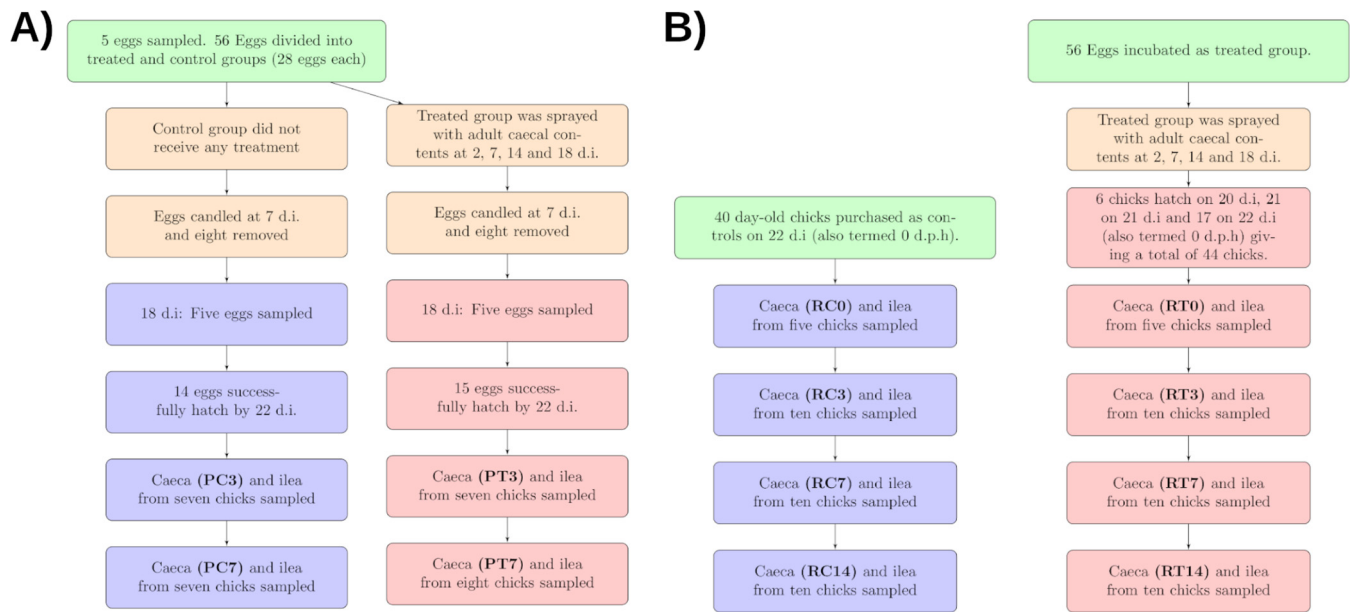 A)
5 eggs sampled. 56 Eggs divided into
treated and control groups (28 eggs each)
Control group did not
receive any treatment
Eggs candled at 7 d.i.
and eight removed
18 d.i: Five eggs sampled
14 eggs success-
fully hatch by 22 d.i.
Caeca (PC3) and ilea
from seven chicks sampled
Caeca (PC7) and ilea
from seven chicks sampled
Treated group was sprayed
with adult caecal con-
tents at 2, 7, 14 and 18 d.i.
Eggs candled at 7 d.i.
and eight removed
18 d.i: Five eggs sampled
15 eggs success-
fully hatch by 22 d.i.
Caeca (PT3) and ilea
from seven chicks sampled
Caeca (PT7) and ilea
from eight chicks sampled
B)
40 day-old chicks purchased as con-
trols on 22 d.i (also termed 0 d.p.h).
Caeca (RC0) and ilea
from five chicks sampled
Caeca (RC3) and ilea
from ten chicks sampled
Caeca (RC7) and ilea
from ten chicks sampled
Caeca (RC14) and ilea
from ten chicks sampled
56 Eggs incubated as treated group.
Treated group was sprayed
with adult caecal con-
tents at 2, 7, 14 and 18 d.i.
6 chicks hatch on 20 d.i, 21
on 21 d.i and 17 on 22 d.i
(also termed 0 d.p.h) giv-
ing a total of 44 chicks.
Caeca (RT0) and ilea
from five chicks sampled
Caeca (RT3) and ilea
from ten chicks sampled
Caeca (RT7) and ilea
from ten chicks sampled
Caeca (RT14) and ilea
from ten chicks sampled